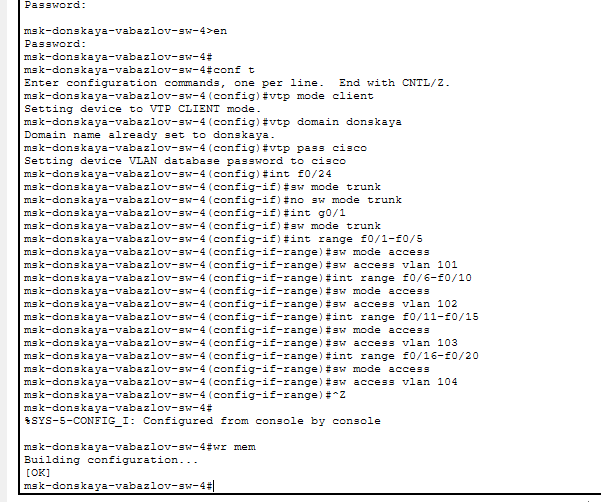 Password:
msk-donskaya-vabazlov-sw-4>en
Password:
msk-donskaya-vabazlov-sw-4#
msk-donskaya-vabazlov-sw-4#conf t
Enter configuration commands, one per line.  End with CNTL/Z.
msk-donskaya-vabazlov-sw-4(config)#vtp mode client
Setting device to VTP CLIENT mode.
msk-donskaya-vabazlov-sw-4(config)#vtp domain donskaya
Domain name already set to donskaya.
msk-donskaya-vabazlov-sw-4(config)#vtp pass cisco
Setting device VLAN database password to cisco
msk-donskaya-vabazlov-sw-4(config)#int f0/24
msk-donskaya-vabazlov-sw-4(config-if)#sw mode trunk
msk-donskaya-vabazlov-sw-4(config-if)#no sw mode trunk
msk-donskaya-vabazlov-sw-4(config-if)#int g0/1
msk-donskaya-vabazlov-sw-4(config-if)#sw mode trunk
msk-donskaya-vabazlov-sw-4(config-if)#int range f0/1-f0/5
msk-donskaya-vabazlov-sw-4(config-if-range)#sw mode access
msk-donskaya-vabazlov-sw-4(config-if-range)#sw access vlan 101
msk-donskaya-vabazlov-sw-4(config-if-range)#int range f0/6-f0/10
msk-donskaya-vabazlov-sw-4(config-if-range)#sw mode access
msk-donskaya-vabazlov-sw-4(config-if-range)#sw access vlan 102
msk-donskaya-vabazlov-sw-4(config-if-range)#int range f0/11-f0/15
msk-donskaya-vabazlov-sw-4(config-if-range)#sw mode access
msk-donskaya-vabazlov-sw-4(config-if-range)#sw access vlan 103
msk-donskaya-vabazlov-sw-4(config-if-range)#int range f0/16-f0/20
msk-donskaya-vabazlov-sw-4(config-if-range)#sw mode access
msk-donskaya-vabazlov-sw-4(config-if-range)#sw access vlan 104
msk-donskaya-vabazlov-sw-4(config-if-range)#^Z
msk-donskaya-vabazlov-sw-4#
%SYS-5-CONFIG_I: Configured from console by console
msk-donskaya-vabazlov-sw-4#wr mem
Building configuration...
[OK]
msk-donskaya-vabazlov-sw-4#